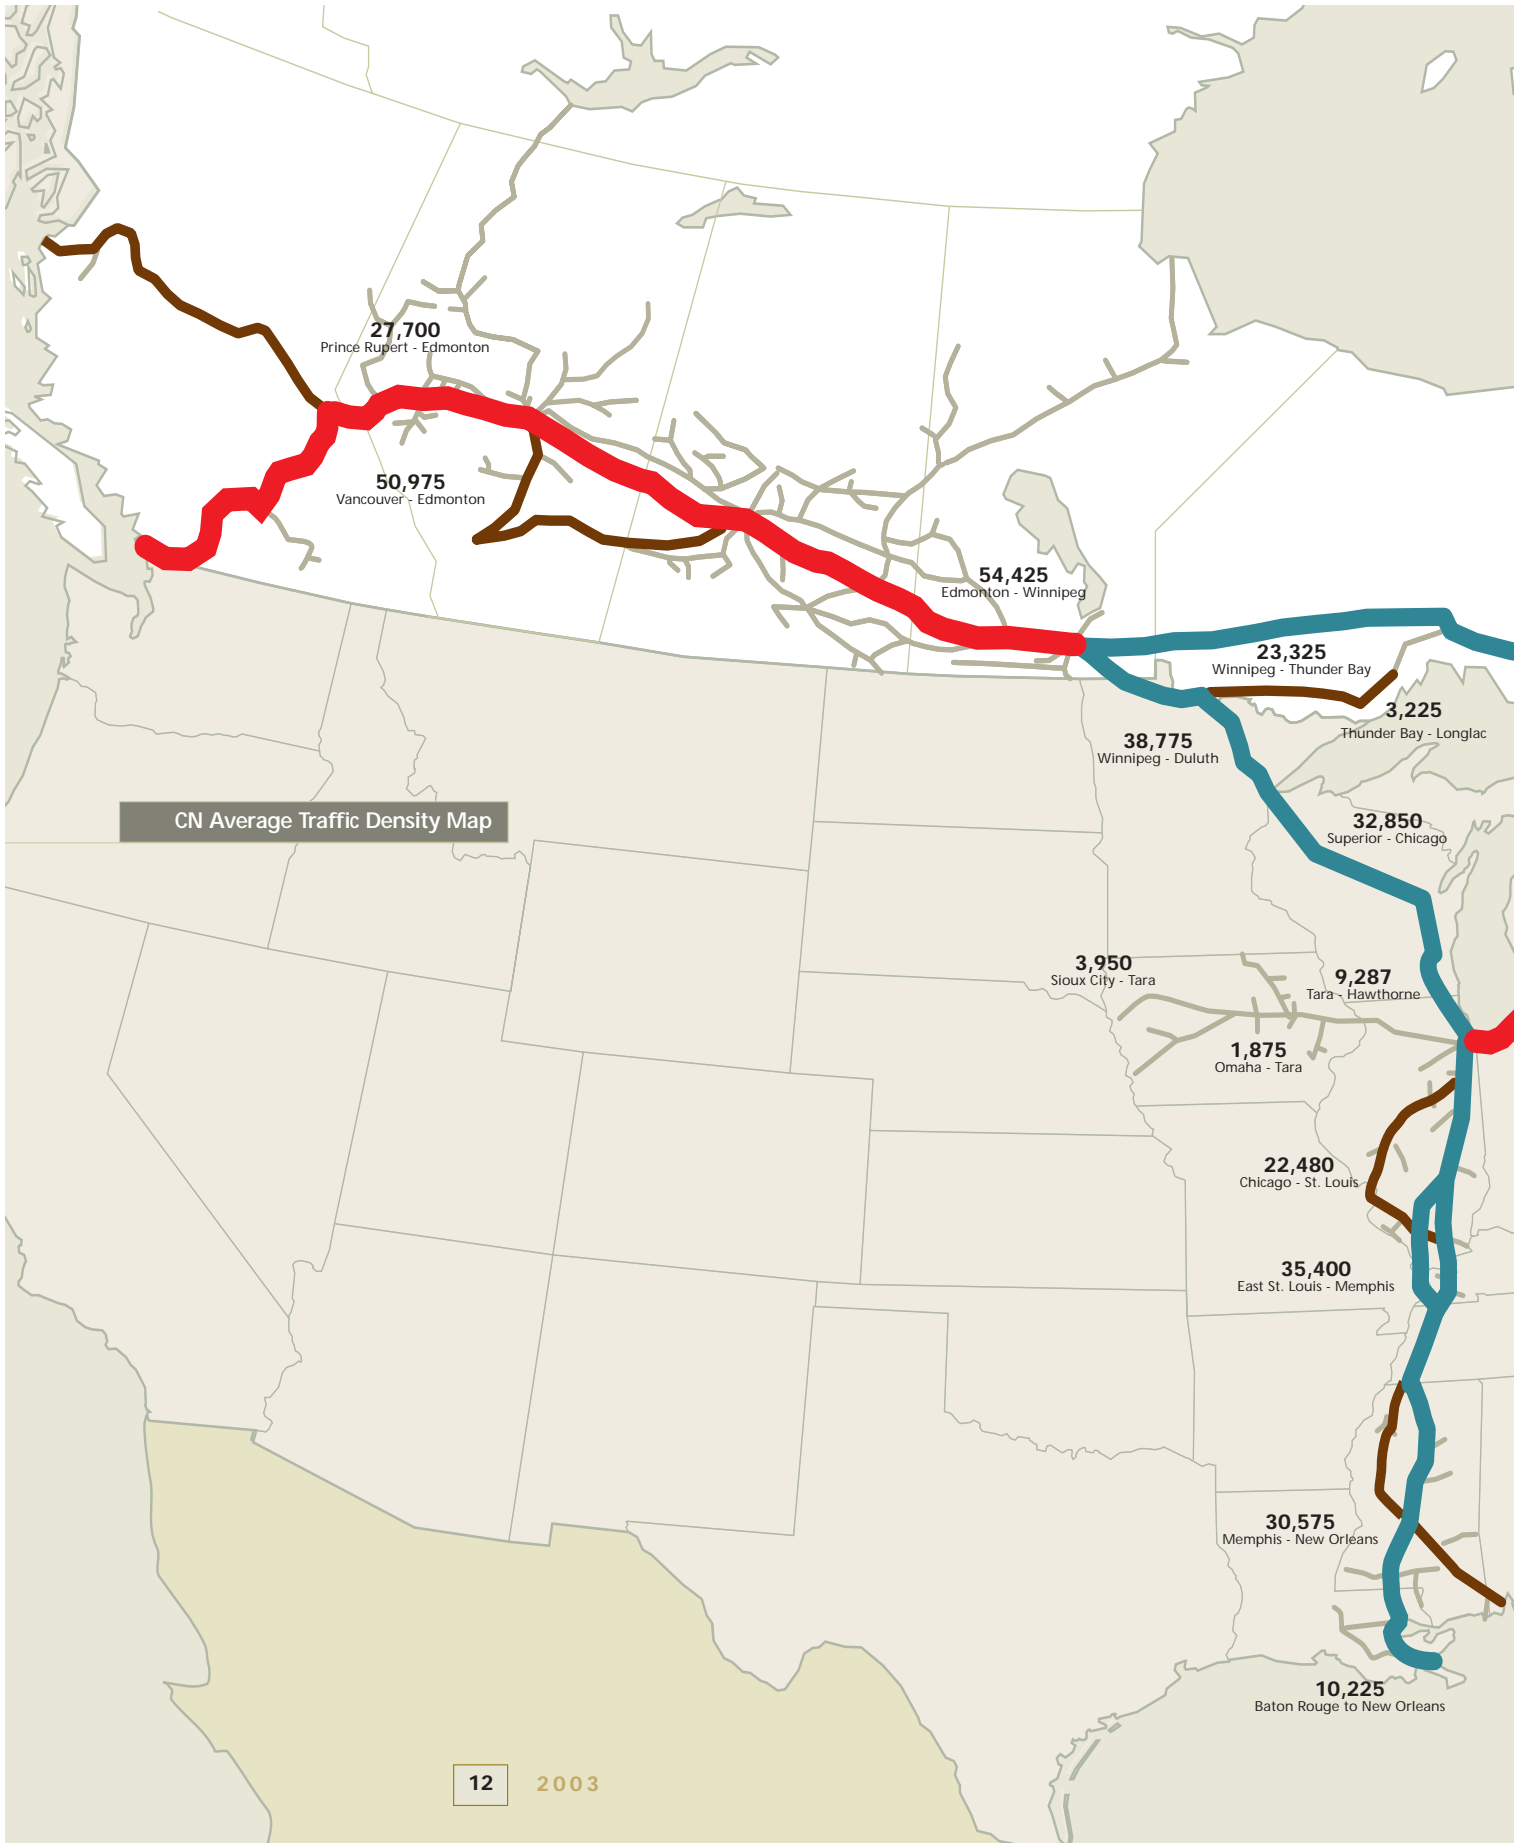 27,700
Prince Rupert - Edmonton
50,975
Vancouver - Edmonton
54,425
Edmonton - Winnipeg
23,325
Winnipeg - Thunder Bay
3,225
Thunder Bay - Longlac
38,775
Winnipeg - Duluth
CN Average Traffic Density Map
32,850
Superior - Chicago
3,950
Sioux City - Tara
9,287
Tara - Hawthorne
1,875
Omaha - Tara
22,480
Chicago - St. Louis
35,400
East St. Louis - Memphis
30,575
Memphis - New Orleans
10,225
Baton Rouge to New Orleans
12 2003